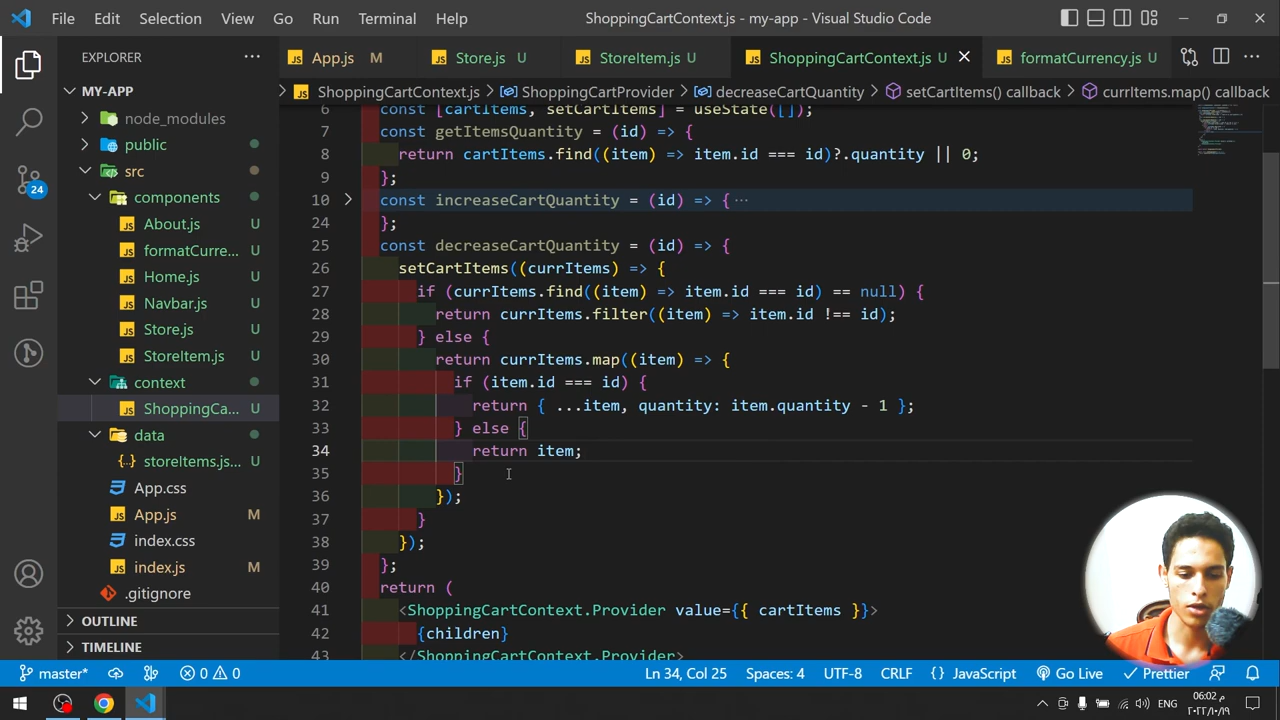 File Edit Selection View Go Run Terminal Help ShoppingCartContext.js - my-app - Visual Studio Code
EXPLORER ···
App.js M
Store.js U
StoreItem.js U
ShoppingCartContext.js U
formatCurrency.js U
MY-APP
ShoppingCartContext.js > ShoppingCartProvider > decreaseCartQuantity > setCartItems() callback > currItems.map() callback
node_modules
public
src
components
About.js U
formatCurre... U
Home.js U
Navbar.js U
Store.js U
StoreItem.js U
context
ShoppingCa... U
data
storeItems.js... U
App.css
App.js M
index.css
index.js M
.gitignore
OUTLINE
TIMELINE
24
6 const [cartItems, setCartItems] = useState([]);
7 const getItemsQuantity = (id) => {
8 return cartItems.find((item) => item.id === id)?.quantity || 0;
9 };
10 const increaseCartQuantity = (id) => { ···
24 };
25 const decreaseCartQuantity = (id) => {
26 setCartItems((currItems) => {
27 if (currItems.find((item) => item.id === id) == null) {
28 return currItems.filter((item) => item.id !== id);
29 } else {
30 return currItems.map((item) => {
31 if (item.id === id) {
32 return { ...item, quantity: item.quantity - 1 };
33 } else {
34 return item;
35 }
36 });
37 }
38 });
39 };
40 return (
41 <ShoppingCartContext.Provider value={{ cartItems }}>
42 {children}
43 </ShoppingCartContext.Provider>
master* 0 0 Ln 34, Col 25 Spaces: 4 UTF-8 CRLF {} JavaScript Go Live Prettier
ENG
06:02 م
٢٠٢٢/١٠/١٩